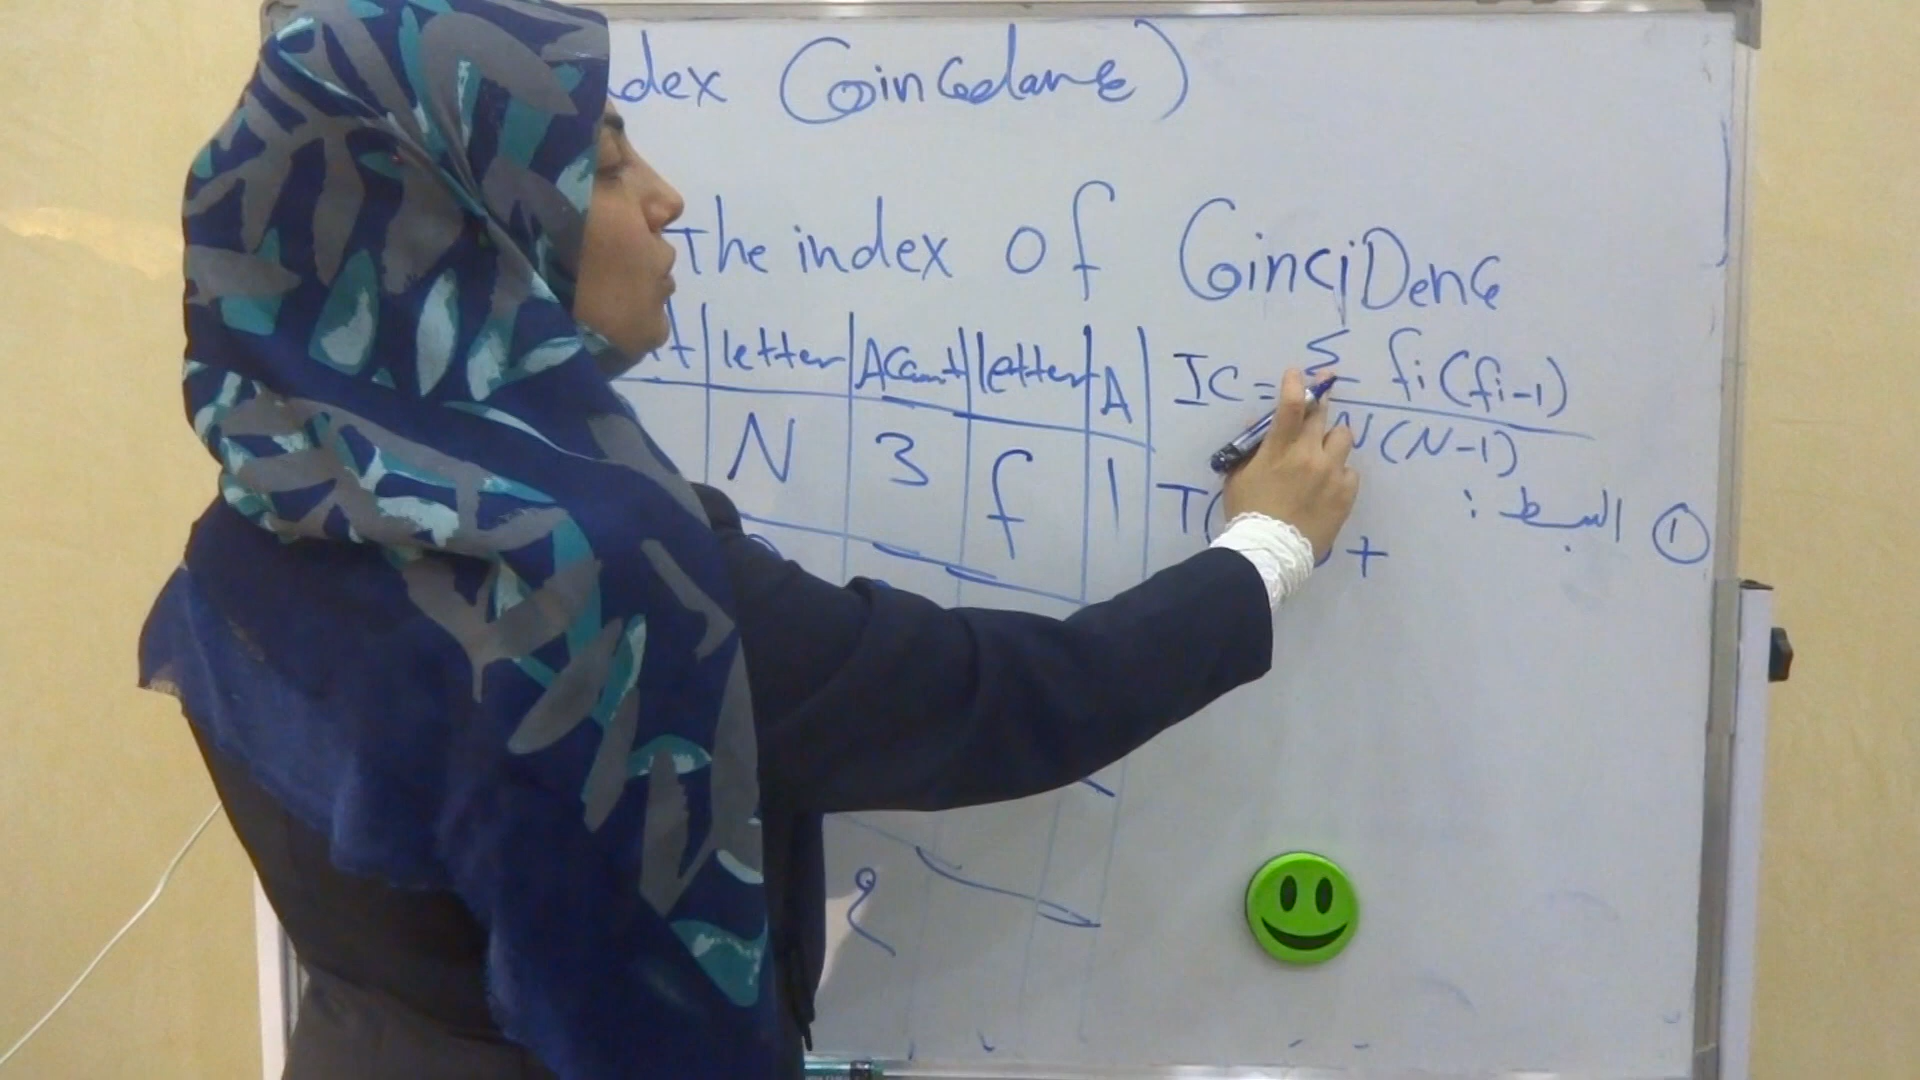 dex (Coincedance)
The index of CoinciDence
letter | Acount | letter | A
N | 3 | f | 1
IC = Σ fi (fi-1)
N (N-1)
① البسط :
+